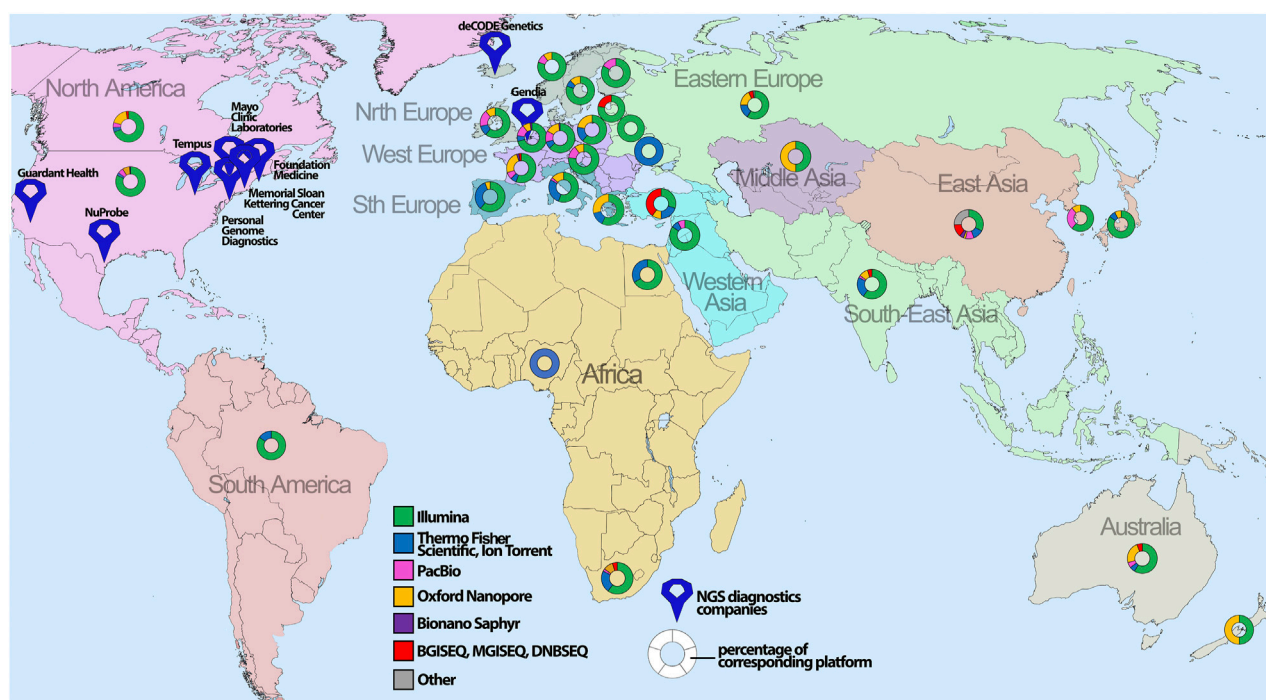 deCODE Genetics
North America
Eastern Europe
Gendia
Mayo
Clinic
Laboratories
Nrth Europe
Tempus
West Europe
Foundation
Medicine
Guardant Health
Middle Asia
East Asia
Memorial Sloan
Kettering Cancer
Center
Sth Europe
NuProbe
Personal
Genome
Diagnostics
Western
Asia
South-East Asia
Africa
South America
Illumina
Thermo Fisher
Scientific, Ion Torrent
PacBio
Oxford Nanopore
Bionano Saphyr
BGISEQ, MGISEQ, DNBSEQ
Other
NGS diagnostics
companies
percentage of
corresponding platform
Australia